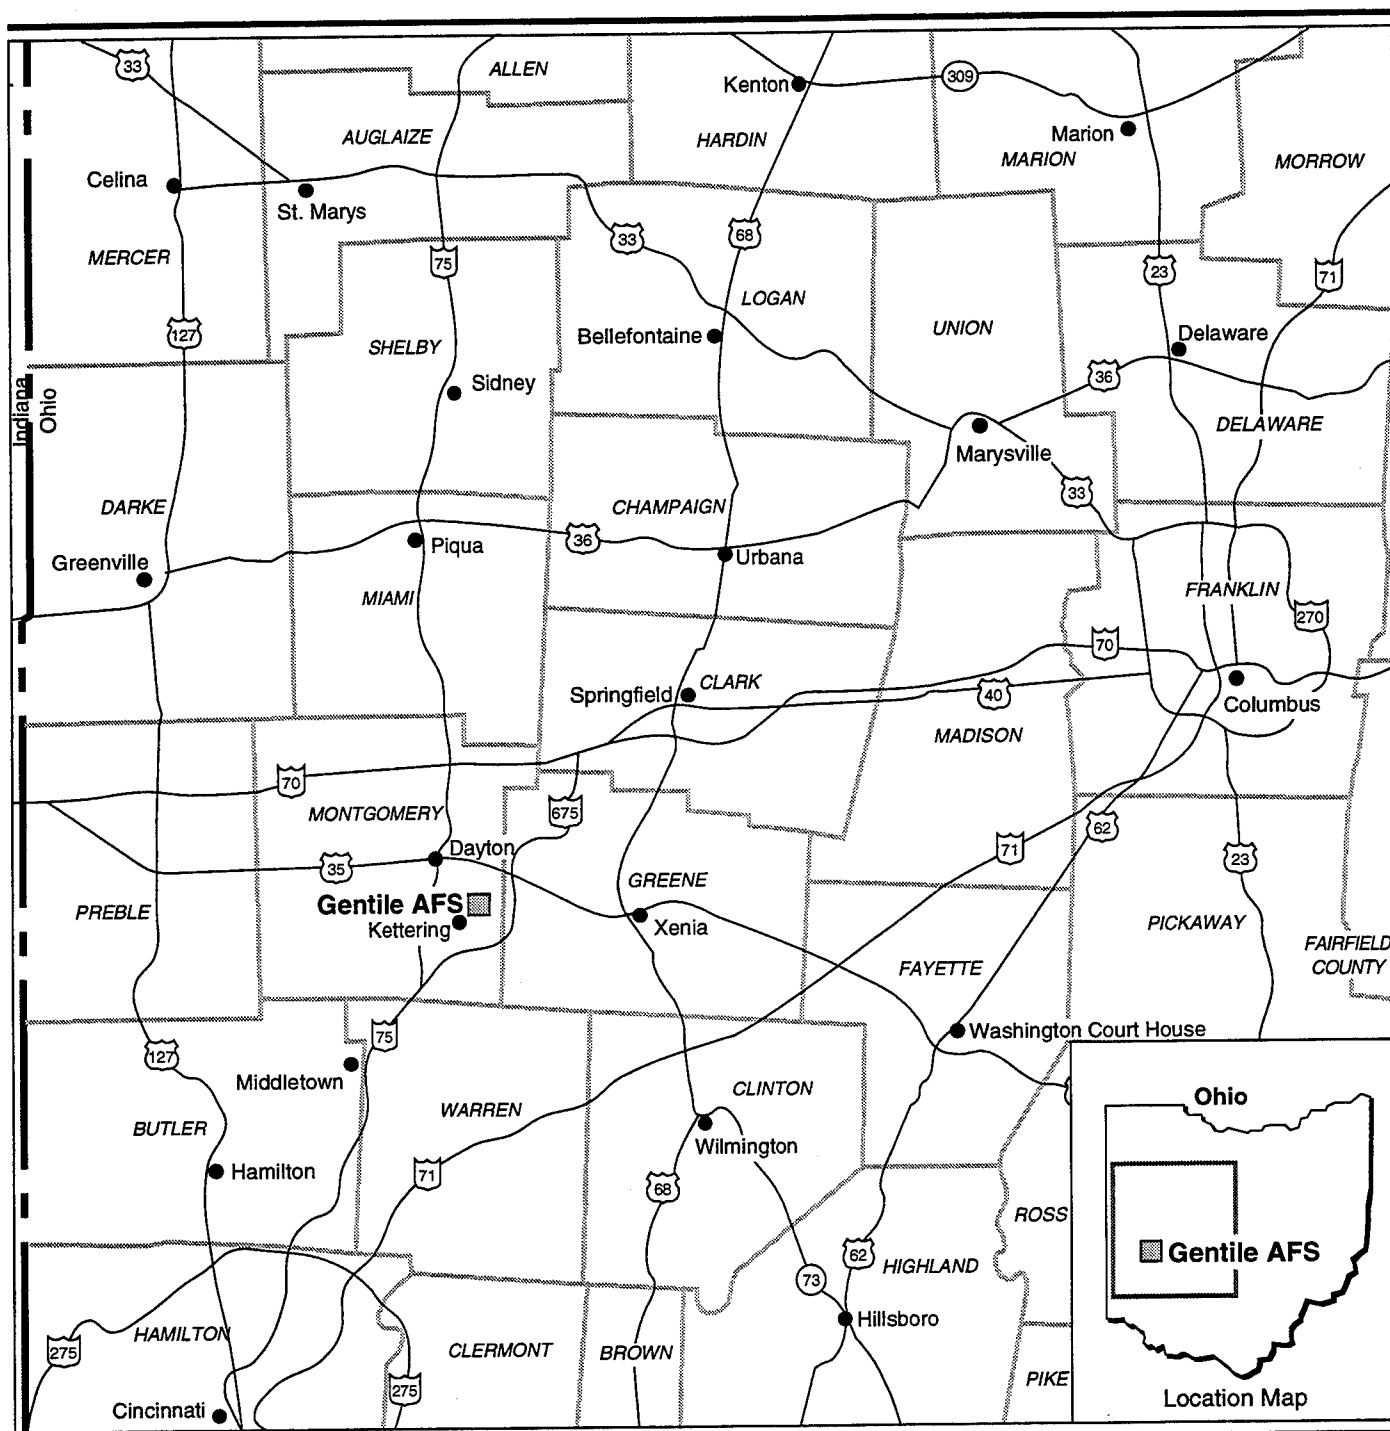 ALLEN
33
Kenton
309
AUGLAIZE
HARDIN
Marion
MARION
MORROW
Celina
St. Marys
33
68
MERCER
75
23
71
LOGAN
127
Bellefontaine
UNION
Delaware
SHELBY
36
Sidney
Indiana
Ohio
DELAWARE
Marysville
33
DARKE
CHAMPAIGN
Greenville
Piqua
36
Urbana
MIAMI
FRANKLIN
270
70
Springfield
CLARK
40
Columbus
MADISON
70
MONTGOMERY
675
62
Dayton
71
23
35
GREENE
Gentile AFS
PREBLE
Kettering
Xenia
PICKAWAY
FAYETTE
FAIRFIELD
COUNTY
75
Washington Court House
127
Middletown
CLINTON
WARREN
BUTLER
Wilmington
Hamilton
71
68
ROSS
62
HIGHLAND
73
Hillsboro
HAMILTON
275
CLERMONT
BROWN
PIKE
275
Cincinnati
Ohio
Gentile AFS
Location Map